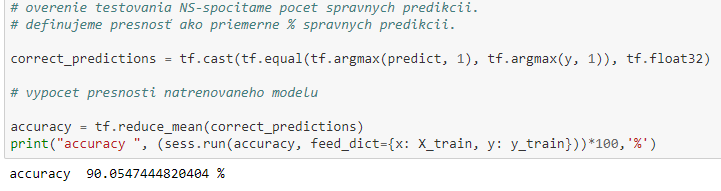 # overenie testovania NS-spocitame pocet spravnych predikcii.
# definujeme presnosť ako priemerne % spravnych predikcii.
correct_predictions = tf.cast(tf.equal(tf.argmax(predict, 1), tf.argmax(y, 1)), tf.float32)
# vypocet presnosti natrenovaneho modelu
accuracy = tf.reduce_mean(correct_predictions)
print("accuracy ", (sess.run(accuracy, feed_dict={x: X_train, y: y_train}))*100,'%')
accuracy  90.0547444820404 %